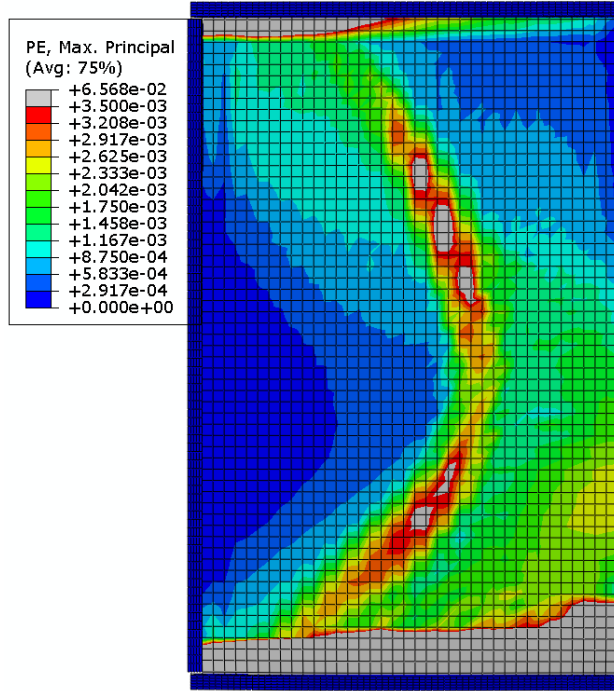 PE, Max. Principal
(Avg: 75%)
+6.568e-02
+3.500e-03
+3.208e-03
+2.917e-03
+2.625e-03
+2.333e-03
+2.042e-03
+1.750e-03
+1.458e-03
+1.167e-03
+8.750e-04
+5.833e-04
+2.917e-04
+0.000e+00